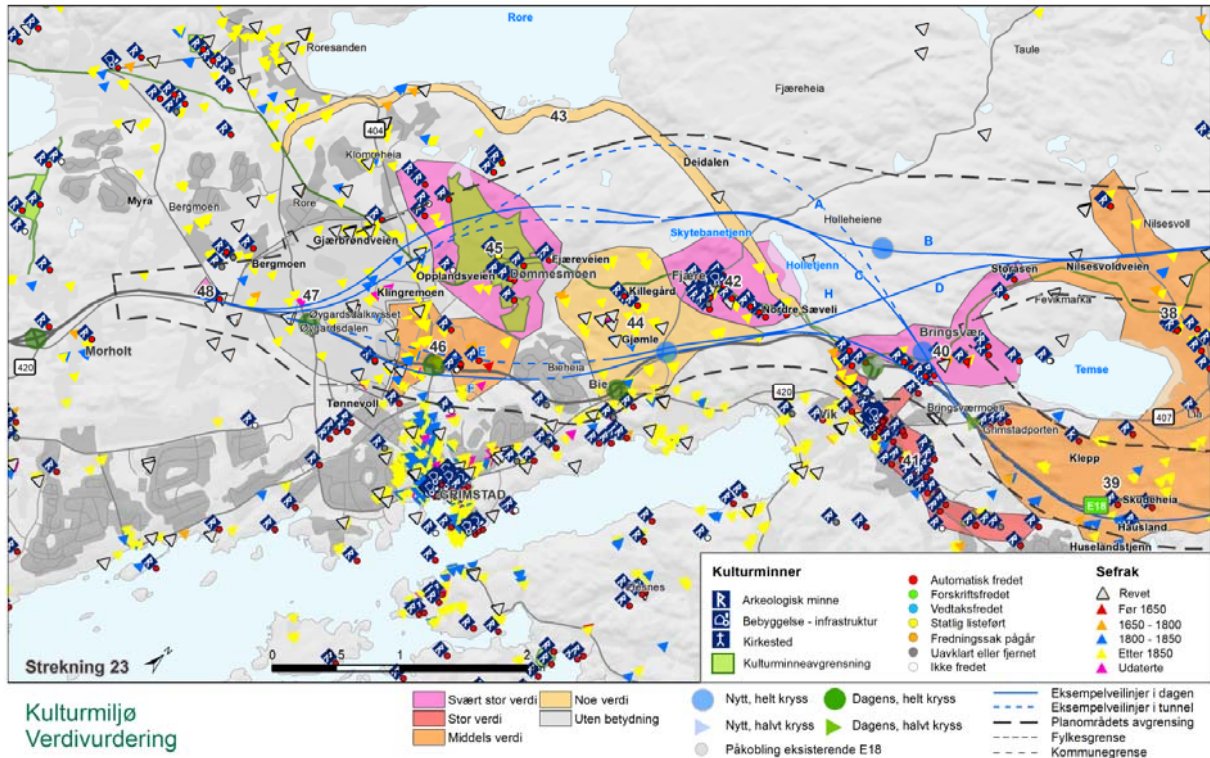 Rore
Roresanden
Taule
Fjæreheia
43
404
Klomreheia
Deidalen
Myra
Bergmoen
Rore
A
Holleheiene
Nilsesvoll
Gjærbrøndveien
Skytebanetjenn
B
45
Fjæreveien
Holletjenn
Bergmoen
Opplandsveien
Dømmesmoen
Fjære
42
C
Storåsen
Nilsesvoldveien
48
47
Klingremoen
Killegård
H
Nordre Sæveli
D
Fevikmarka
38
Øygardsdalkrysset
Øygardsdalen
44
Gjømle
Bringsvær
Morholt
46
E
40
420
Bieheia
Temse
F
Bie
420
Tønnevoll
Vik
Bringsværmoen
407
Lia
Grimstadporten
Klepp
41
39
GRIMSTAD
I
Skudeheia
E18
Hausland
Huselandstjenn
Strekning 23
N
0 1 2
Kulturminner
Arkeologisk minne
Bebyggelse - infrastruktur
Kirkested
Kulturminneavgrensning
Automatisk fredet
Forskriftsfredet
Vedtaksfredet
Statlig listeført
Fredningssak pågår
Uavklart eller fjernet
Ikke fredet
Sefrak
Revet
Før 1650
1650 - 1800
1800 - 1850
Etter 1850
Udaterte
Kulturmiljø
Verdivurdering
Svært stor verdi
Stor verdi
Middels verdi
Noe verdi
Uten betydning
Nytt, helt kryss
Nytt, halvt kryss
Påkobling eksisterende E18
Dagens, helt kryss
Dagens, halvt kryss
Eksempelveilinjer i dagen
Eksempelveilinjer i tunnel
Planområdets avgrensing
Fylkesgrense
Kommunegrense